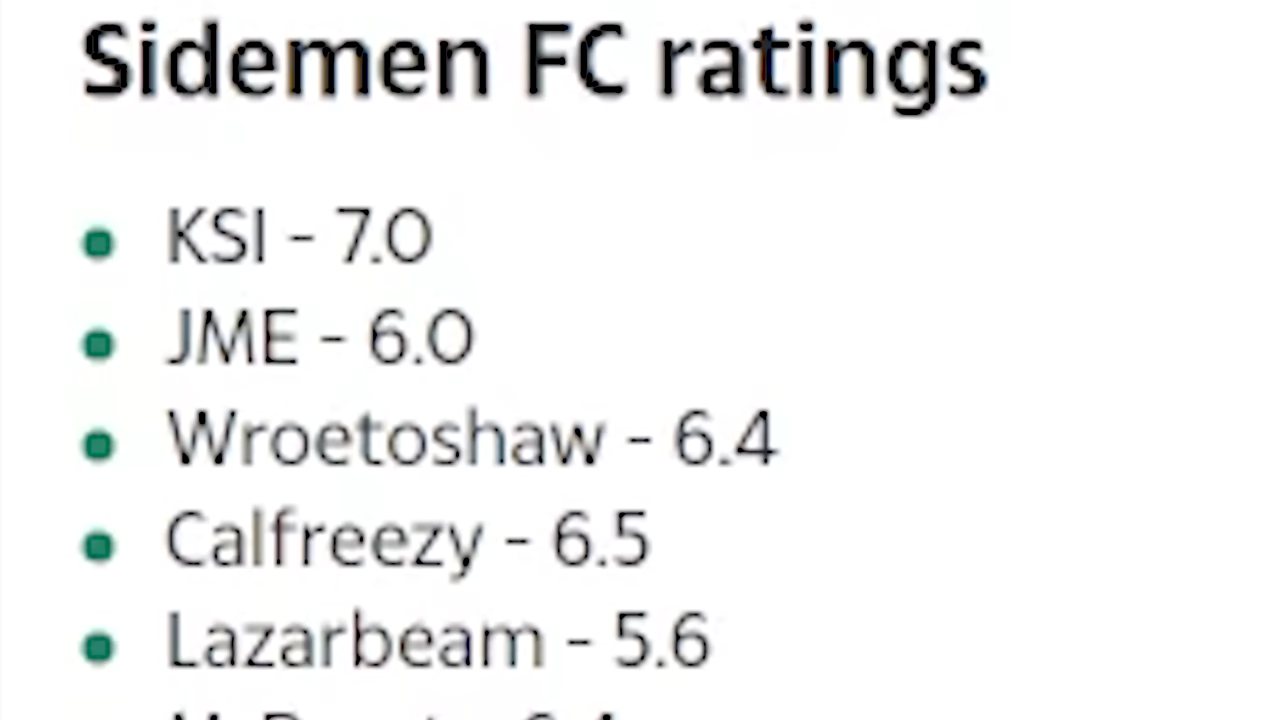 Sidemen FC ratings
KSI - 7.0
JME - 6.0
Wroetoshaw - 6.4
Calfreezy - 6.5
Lazarbeam - 5.6